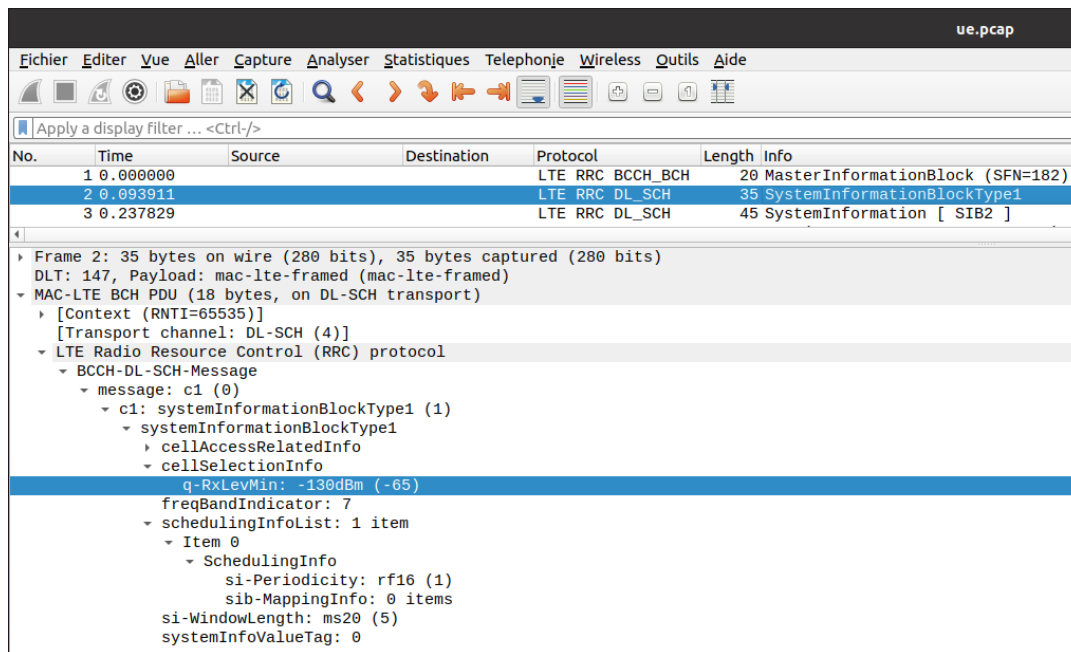 ue.pcap
Fichier Editer Vue Aller Capture Analyser Statistiques Telephonie Wireless Outils Aide
Apply a display filter … <Ctrl-/>
No. Time Source Destination Protocol Length Info
1 0.000000 LTE RRC BCCH_BCH 20 MasterInformationBlock (SFN=182)
2 0.093911 LTE RRC DL_SCH 35 SystemInformationBlockType1
3 0.237829 LTE RRC DL_SCH 45 SystemInformation [ SIB2 ]
Frame 2: 35 bytes on wire (280 bits), 35 bytes captured (280 bits)
DLT: 147, Payload: mac-lte-framed (mac-lte-framed)
MAC-LTE BCH PDU (18 bytes, on DL-SCH transport)
[Context (RNTI=65535)]
[Transport channel: DL-SCH (4)]
LTE Radio Resource Control (RRC) protocol
BCCH-DL-SCH-Message
message: c1 (0)
c1: systemInformationBlockType1 (1)
systemInformationBlockType1
cellAccessRelatedInfo
cellSelectionInfo
q-RxLevMin: -130dBm (-65)
freqBandIndicator: 7
schedulingInfoList: 1 item
Item 0
SchedulingInfo
si-Periodicity: rf16 (1)
sib-MappingInfo: 0 items
si-WindowLength: ms20 (5)
systemInfoValueTag: 0